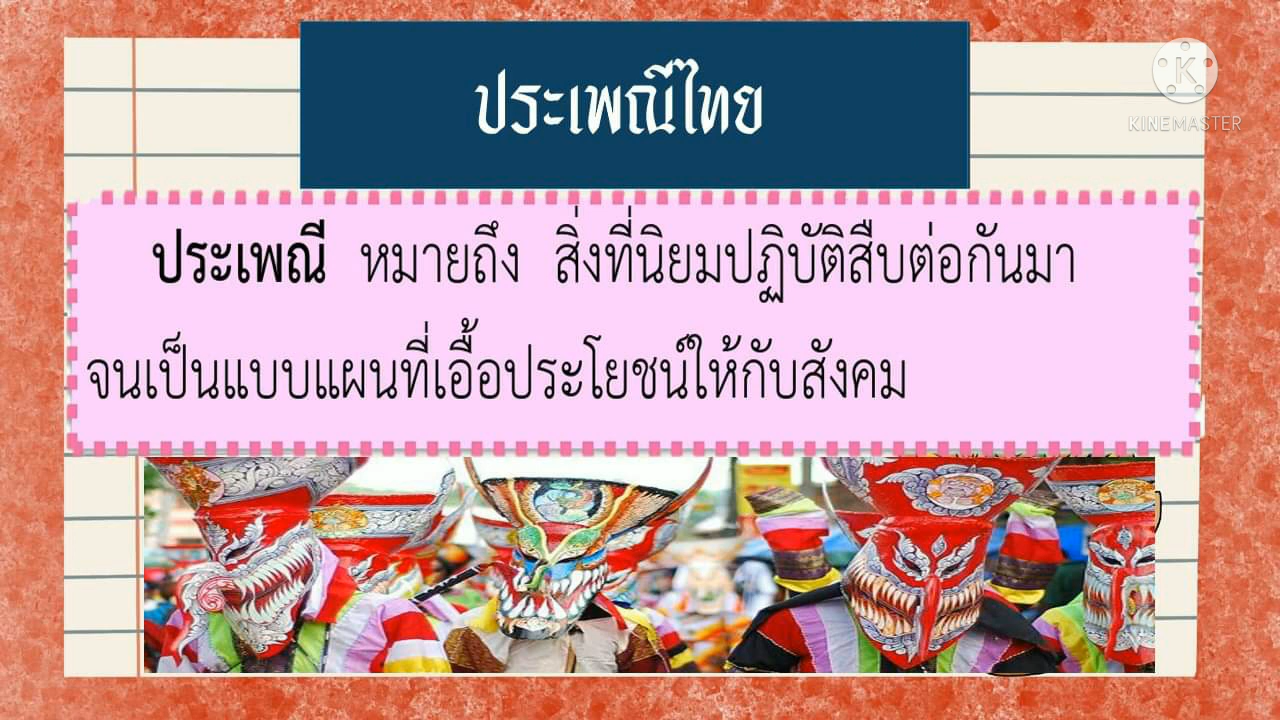 ประเพณีไทย
KINEMASTER
ประเพณี หมายถึง สิ่งที่นิยมปฏิบัติสืบต่อกันมา
จนเป็นแบบแผนที่เอื้อประโยชน์ให้กับสังคม